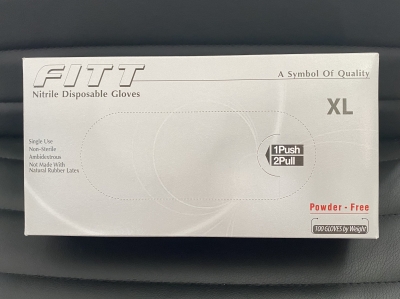 FITT
A Symbol Of Quality
Nitrile Disposable Gloves
XL
Single Use
Non-Sterile
Ambidextrous
Not Made With
Natural Rubber Latex
1Push
2Pull
Powder - Free
100 GLOVES by Weight